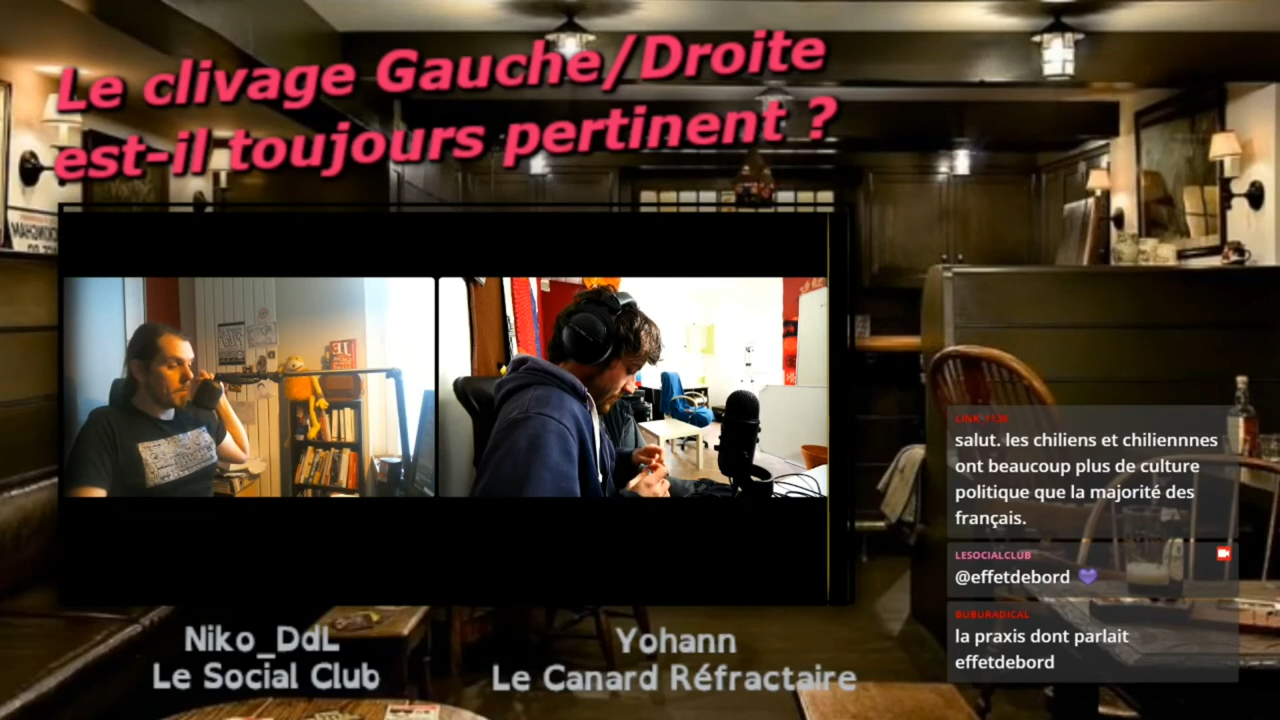 Le clivage Gauche/Droite
est-il toujours pertinent ?
Niko_DdL
Le Social Club
Yohann
Le Canard Réfractaire
LINK_1138
salut. les chiliens et chiliennnes
ont beaucoup plus de culture
politique que la majorité des
français.
LESOCIALCLUB
@effetdebord 💜
BUBURADICAL
la praxis dont parlait
effetdebord